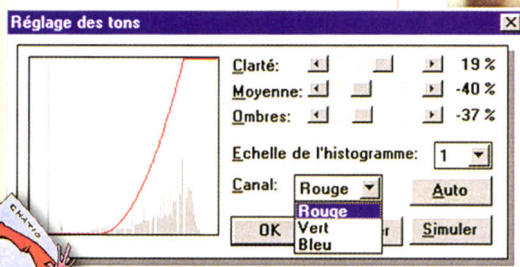 Réglage des tons
Clarté: 19 %
Moyenne: -40 %
Ombres: -37 %
Echelle de l'histogramme: 1
Canal: Rouge Auto
Rouge
Vert
Bleu
OK Simuler